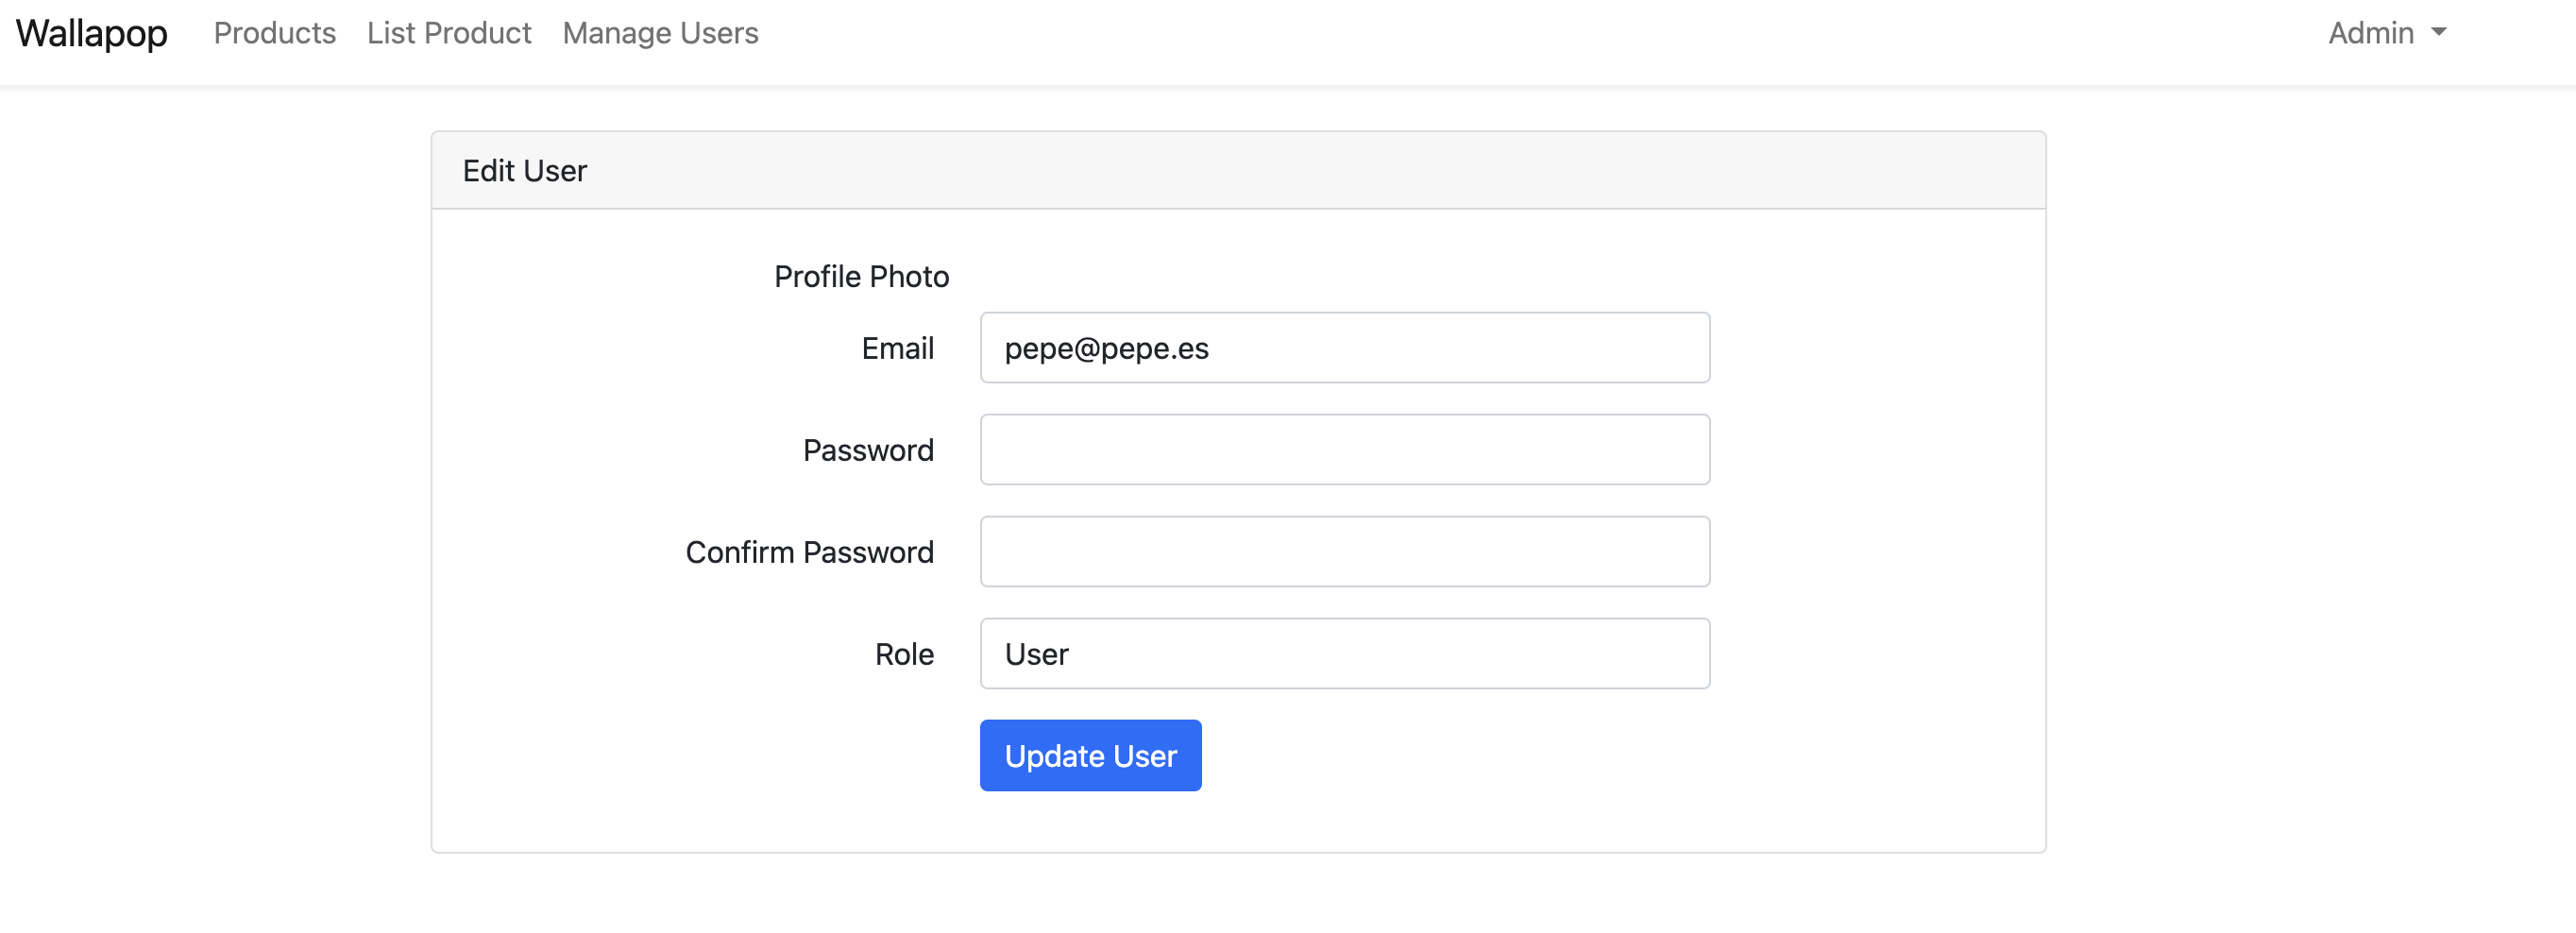 Wallapop Products List Product Manage Users Admin
Edit User
Profile Photo
Email pepe@pepe.es
Password
Confirm Password
Role User
Update User